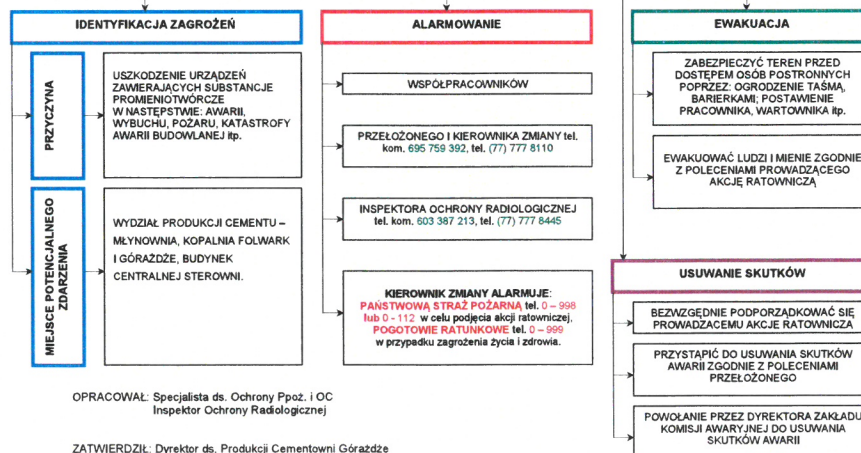 IDENTYFIKACJA ZAGROŻEŃ
PRZYCZYNA
USZKODZENIE URZĄDZEŃ
ZAWIERAJĄCYCH SUBSTANCJE
PROMIENIOTWÓRCZE
W NASTĘPSTWIE: AWARII,
WYBUCHU, POŻARU, KATASTROFY
AWARII BUDOWLANEJ itp.
MIEJSCE POTENCJALNEGO
ZDARZENIA
WYDZIAŁ PRODUKCJI CEMENTU –
MŁYNOWNIA, KOPALNIA FOLWARK
I GÓRAŻDŻE, BUDYNEK
CENTRALNEJ STEROWNI.
ALARMOWANIE
WSPÓŁPRACOWNIKÓW
PRZEŁOŻONEGO I KIEROWNIKA ZMIANY tel.
kom. 695 759 392, tel. (77) 777 8110
INSPEKTORA OCHRONY RADIOLOGICZNEJ
tel. kom. 603 387 213, tel. (77) 777 8445
KIEROWNIK ZMIANY ALARMUJE:
PAŃSTWOWĄ STRAŻ POŻARNĄ tel. 0 – 998
lub 0 - 112 w celu podjęcia akcji ratowniczej,
POGOTOWIE RATUNKOWE tel. 0 – 999
w przypadku zagrożenia życia i zdrowia.
EWAKUACJA
ZABEZPIECZYĆ TEREN PRZED
DOSTĘPEM OSÓB POSTRONNYCH
POPRZEZ: OGRODZENIE TAŚMĄ,
BARIERKAMI; POSTAWIENIE
PRACOWNIKA, WARTOWNIKA itp.
EWAKUOWAĆ LUDZI I MIENIE ZGODNIE
Z POLECENIAMI PROWADZĄCEGO
AKCJĘ RATOWNICZĄ
USUWANIE SKUTKÓW
BEZWZGLĘDNIE PODPORZĄDKOWAĆ SIĘ
PROWADZACEMU AKCJE RATOWNICZĄ
PRZYSTĄPIĆ DO USUWANIA SKUTKÓW
AWARII ZGODNIE Z POLECENIAMI
PRZEŁOŻONEGO
POWOŁANIE PRZEZ DYREKTORA ZAKŁADU
KOMISJI AWARYJNEJ DO USUWANIA
SKUTKÓW AWARII
OPRACOWAŁ: Specjalista ds. Ochrony Ppoż. i OC
Inspektor Ochrony Radiologicznej
ZATWIERDZIŁ: Dyrektor ds. Produkcji Cementowni Górażdże